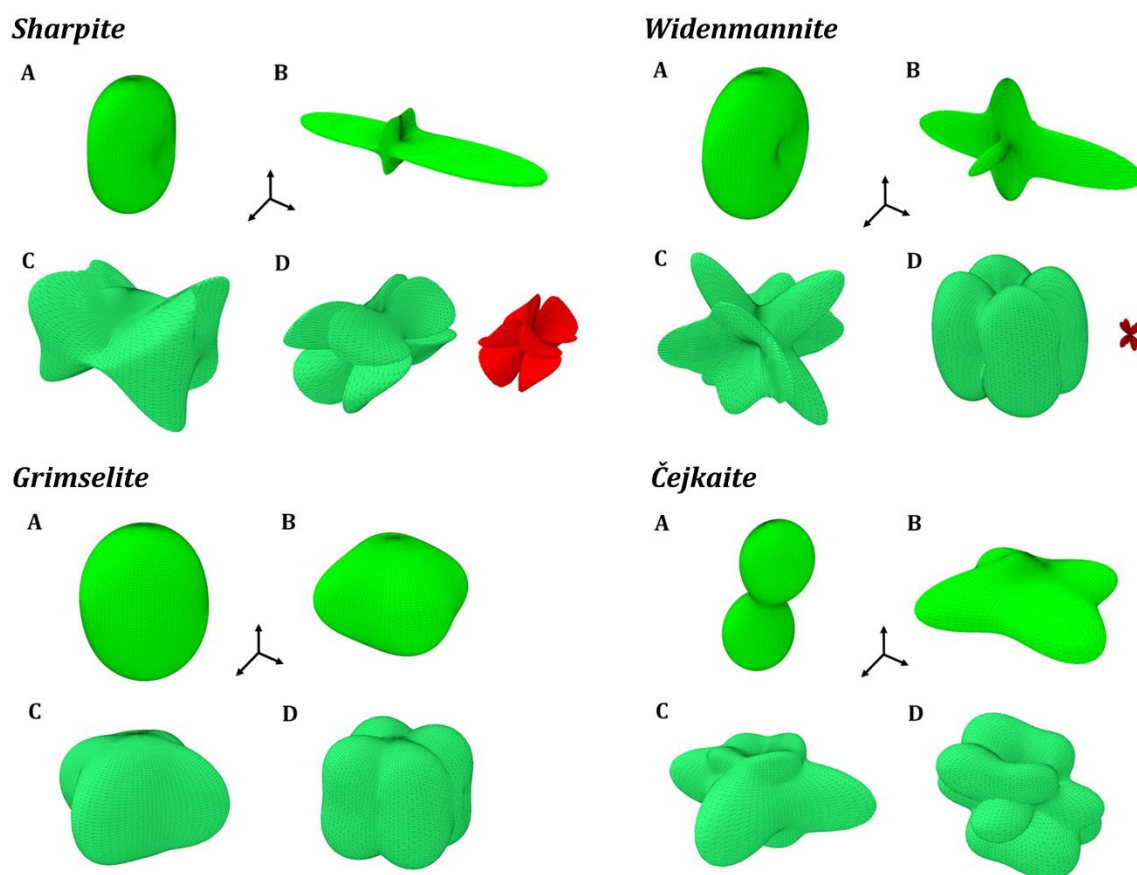 Sharpite
A B
C D
Widenmannite
A B
C D
Grimselite
A B
C D
Čejkaite
A B
C D